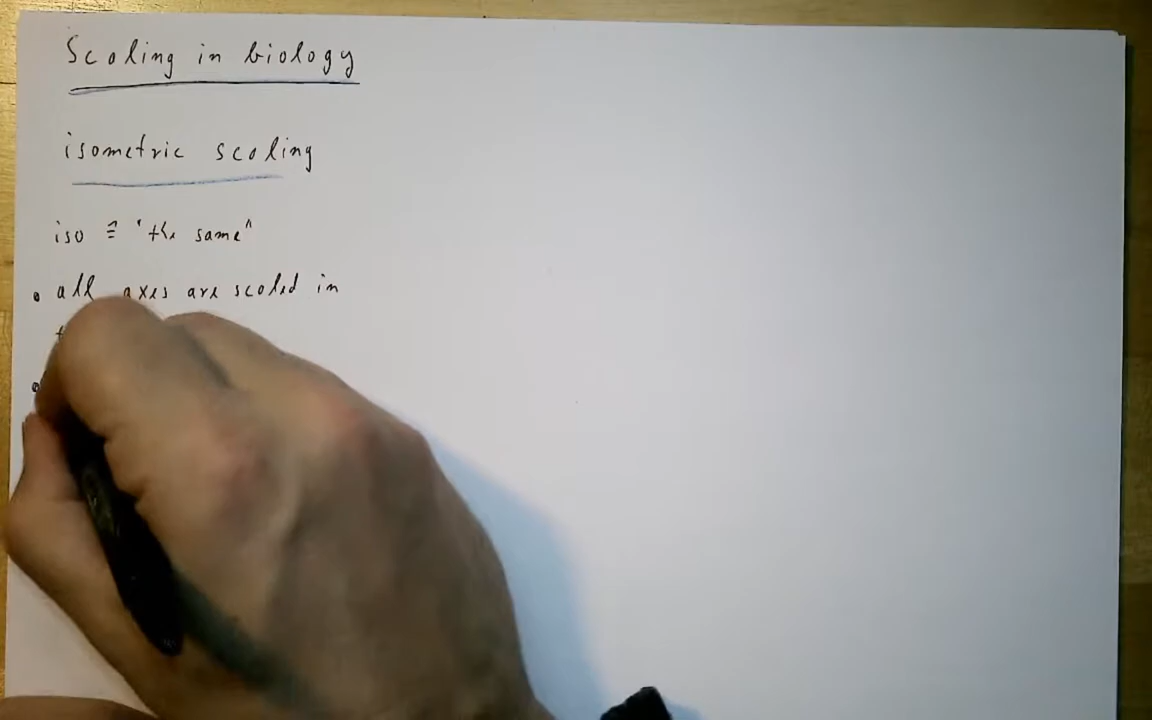 Scaling in biology
isometric scaling
iso ≙ "the same"
• all axes are scaled in